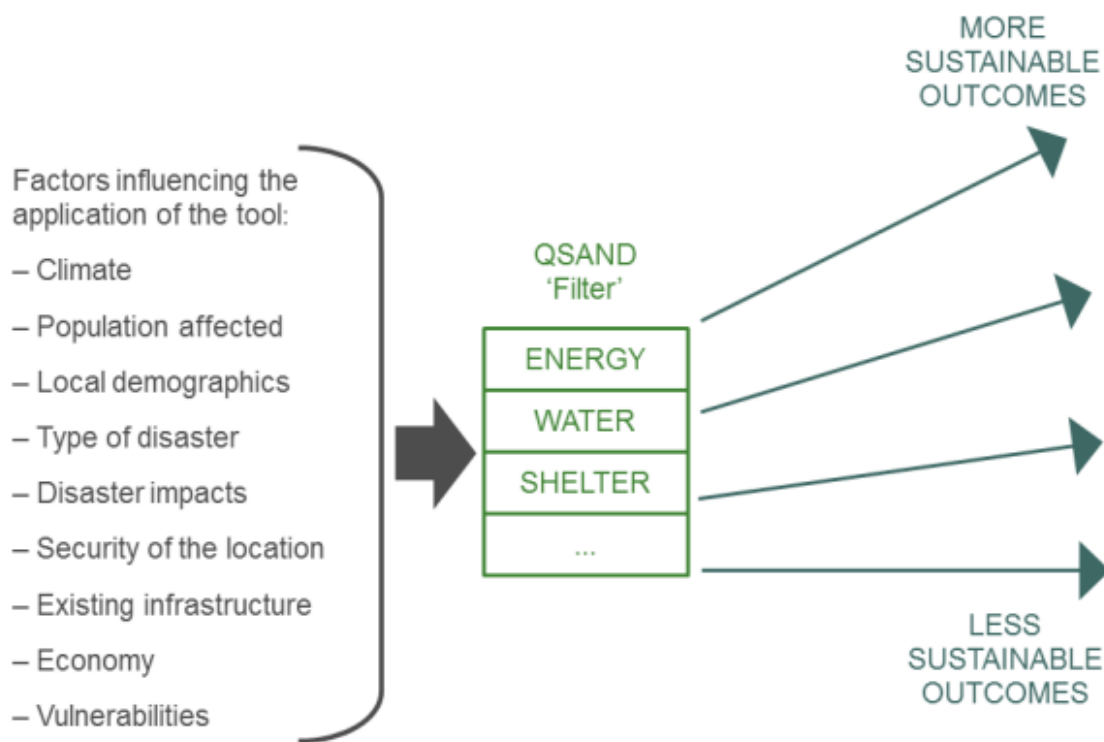 Factors influencing the
application of the tool:
– Climate
– Population affected
– Local demographics
– Type of disaster
– Disaster impacts
– Security of the location
– Existing infrastructure
– Economy
– Vulnerabilities
QSAND
‘Filter’
ENERGY
WATER
SHELTER
...
MORE
SUSTAINABLE
OUTCOMES
LESS
SUSTAINABLE
OUTCOMES